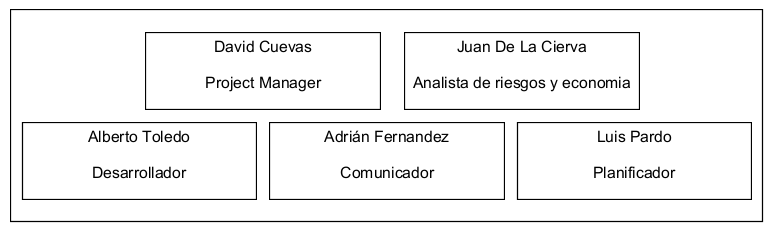 David Cuevas
Project Manager
Juan De La Cierva
Analista de riesgos y economia
Alberto Toledo
Desarrollador
Adrián Fernandez
Comunicador
Luis Pardo
Planificador